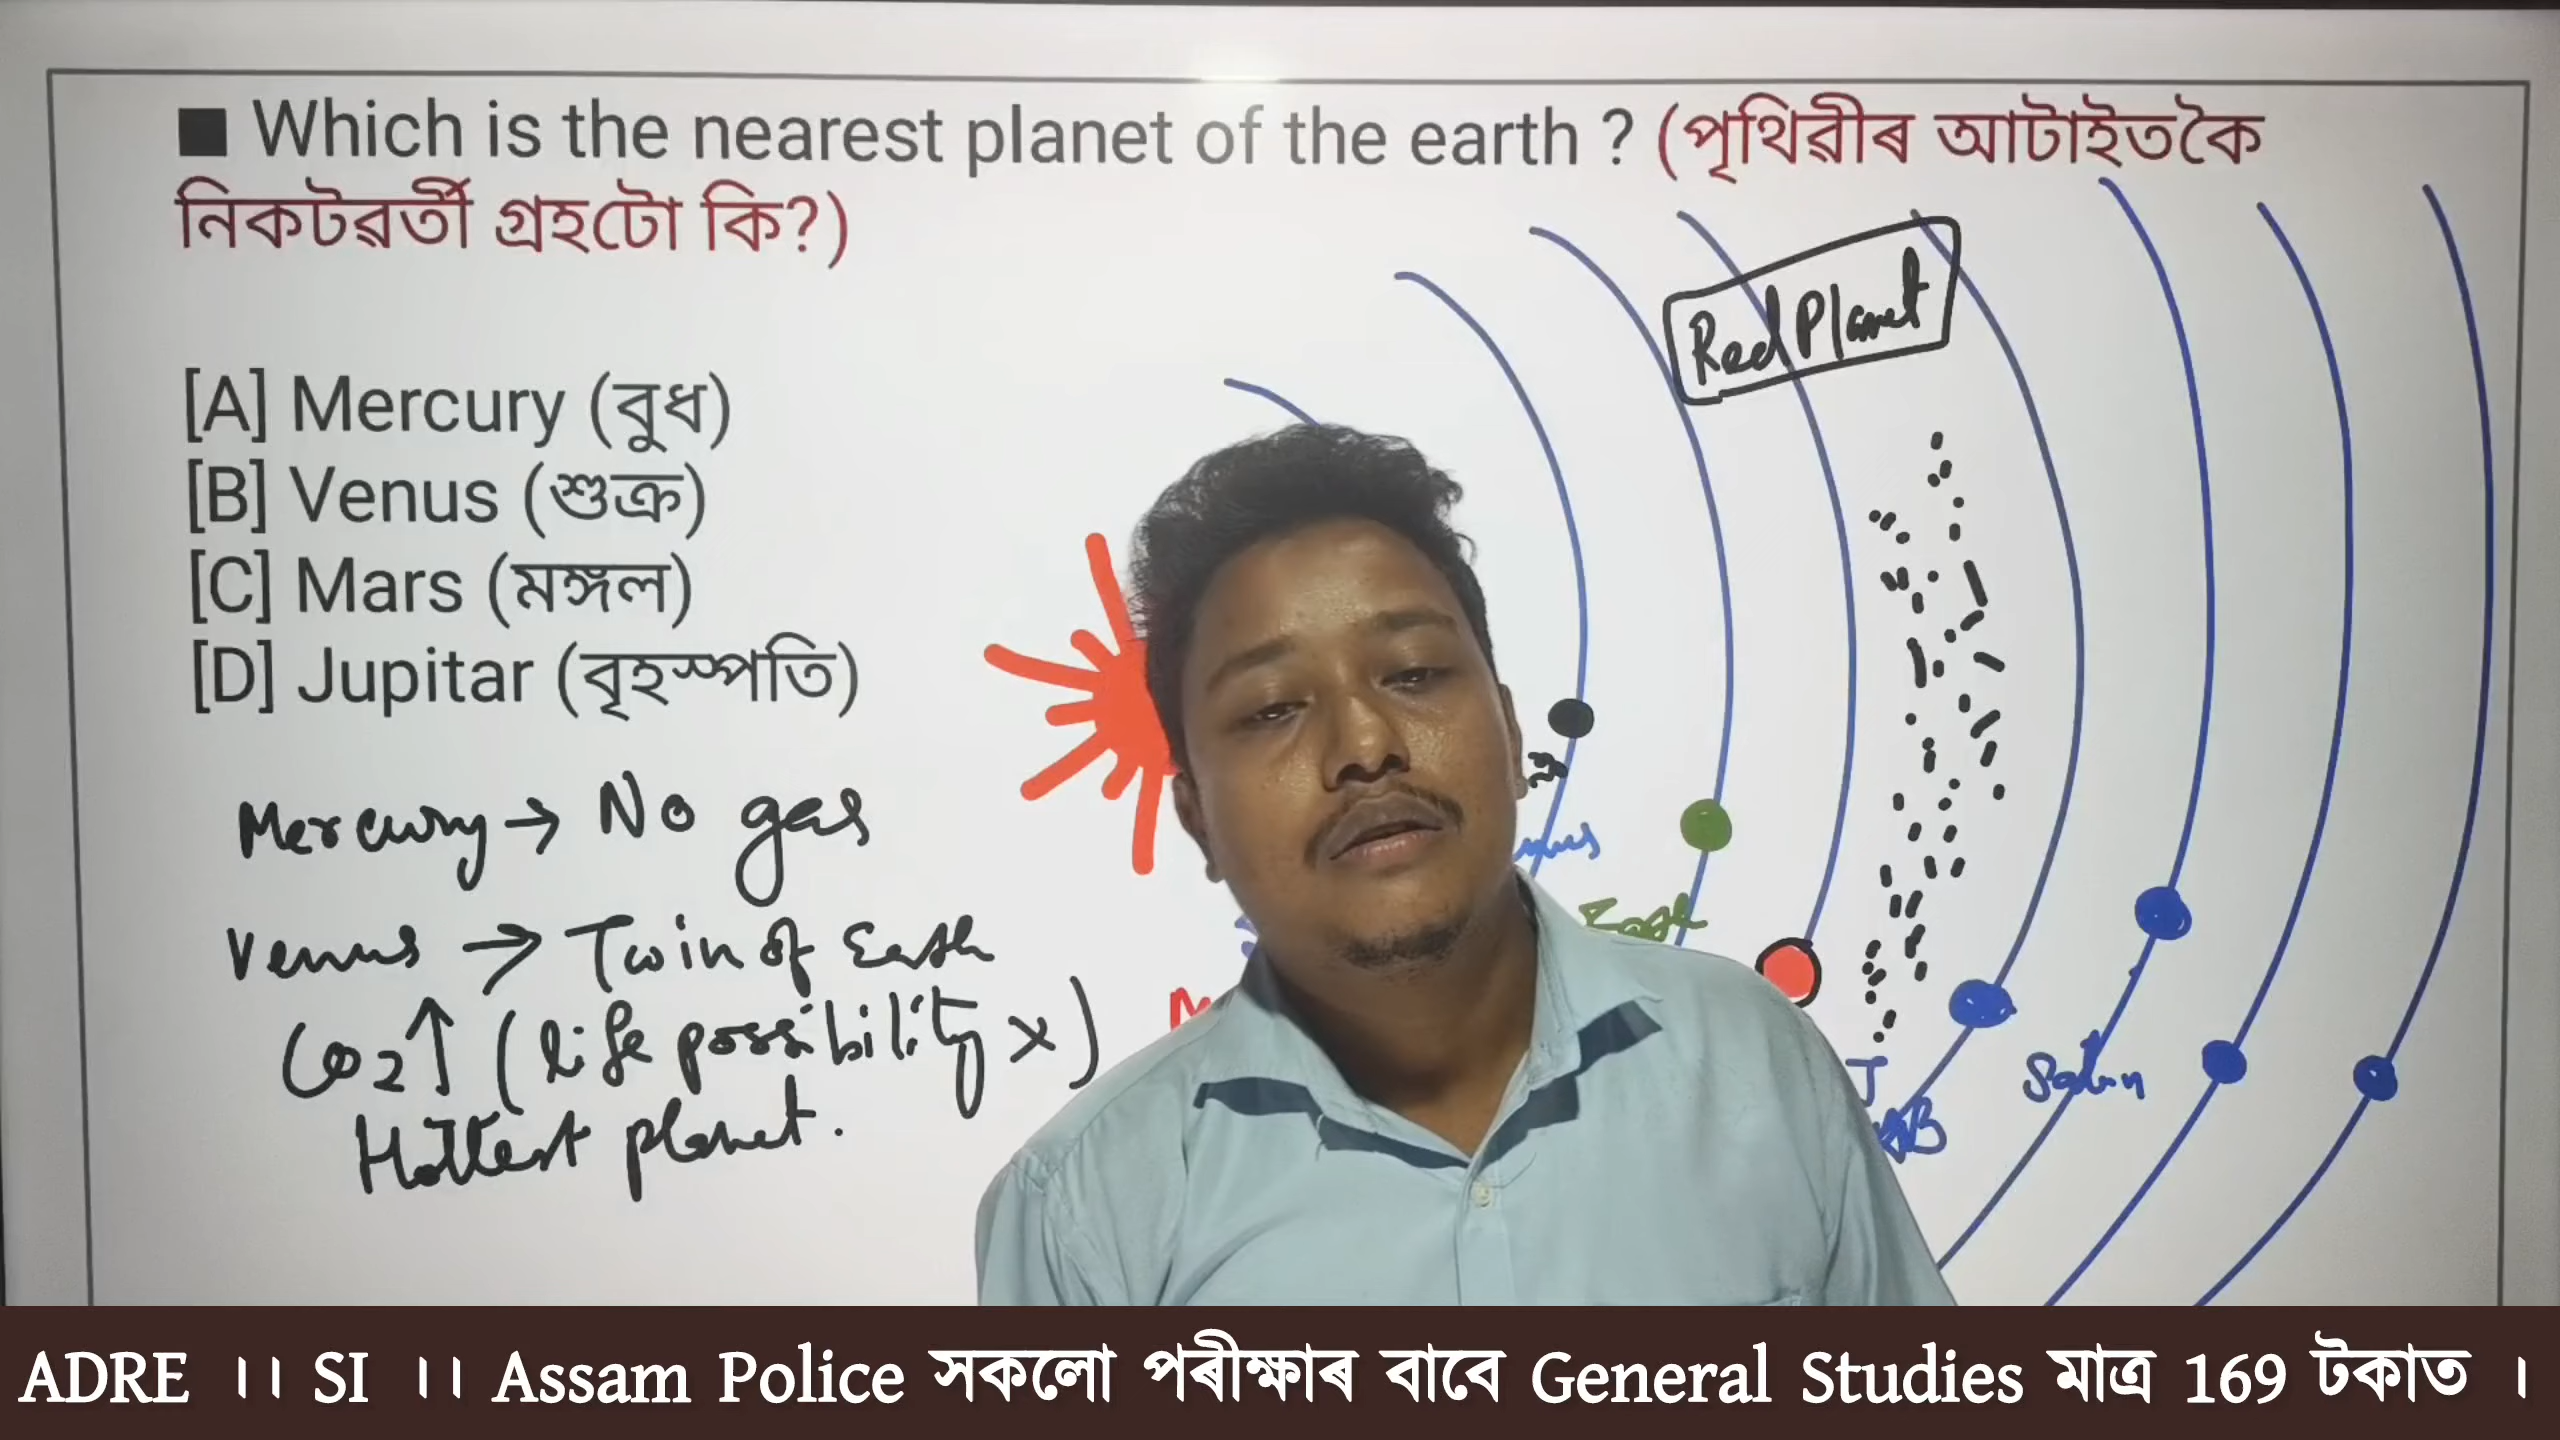 ■ Which is the nearest planet of the earth ? (পৃথিৱীৰ আটাইতকৈ
নিকটৱৰ্তী গ্ৰহটো কি?)
Red Planet
[A] Mercury (বুধ)
[B] Venus (শুক্ৰ)
[C] Mars (মঙ্গল)
[D] Jupitar (বৃহস্পতি)
Mercury → No gas
Venus → Twin of Earth
CO2↑ (life possibility x)
Hottest planet.
J
Saturn
ADRE ।। SI ।। Assam Police সকলো পৰীক্ষাৰ বাবে General Studies মাত্ৰ 169 টকাত ।